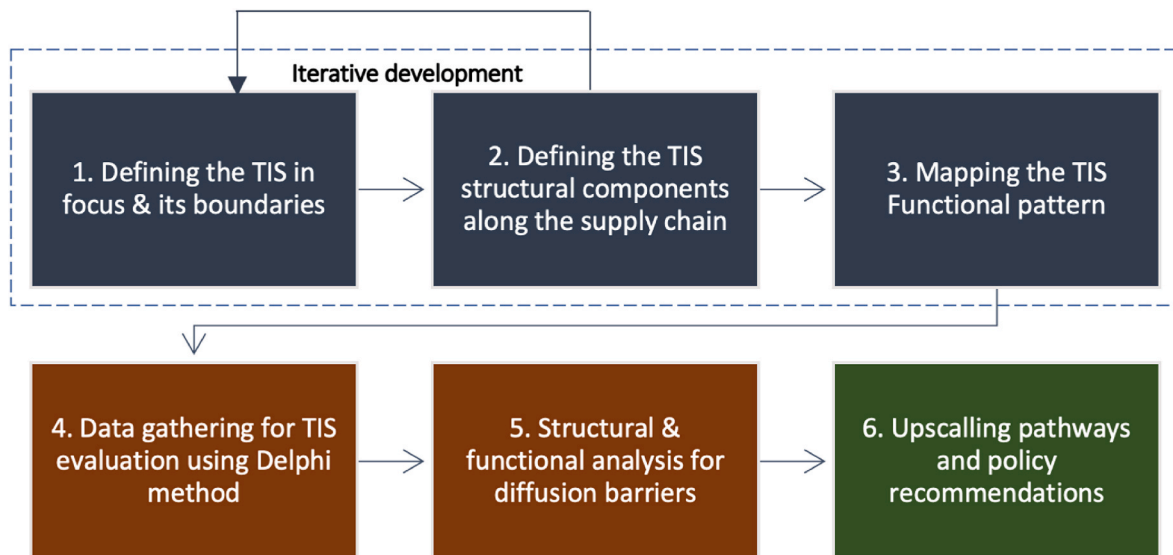 Iterative development
1. Defining the TIS in
focus & its boundaries
2. Defining the TIS
structural components
along the supply chain
3. Mapping the TIS
Functional pattern
4. Data gathering for TIS
evaluation using Delphi
method
5. Structural &
functional analysis for
diffusion barriers
6. Upscalling pathways
and policy
recommendations